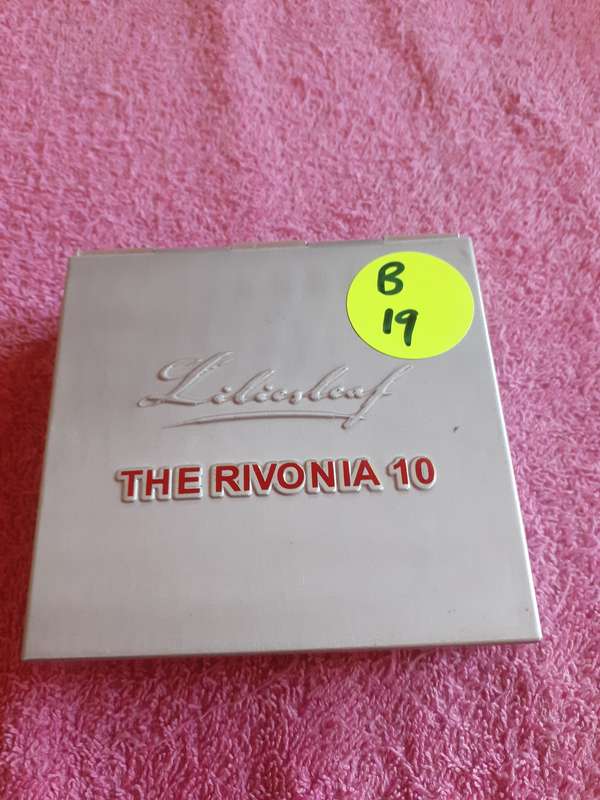 B
19
Liliesleaf
THE RIVONIA 10